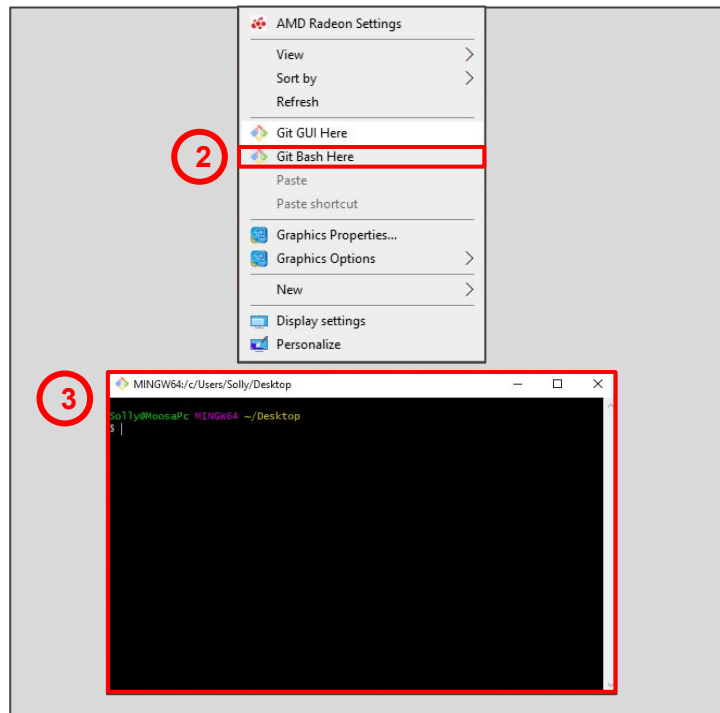 AMD Radeon Settings
View
Sort by
Refresh
Git GUI Here
2
Git Bash Here
Paste
Paste shortcut
Graphics Properties...
Graphics Options
New
Display settings
Personalize
3
MINGW64:/c/Users/Solly/Desktop
Solly@MoosaPc MINGW64 ~/Desktop
$